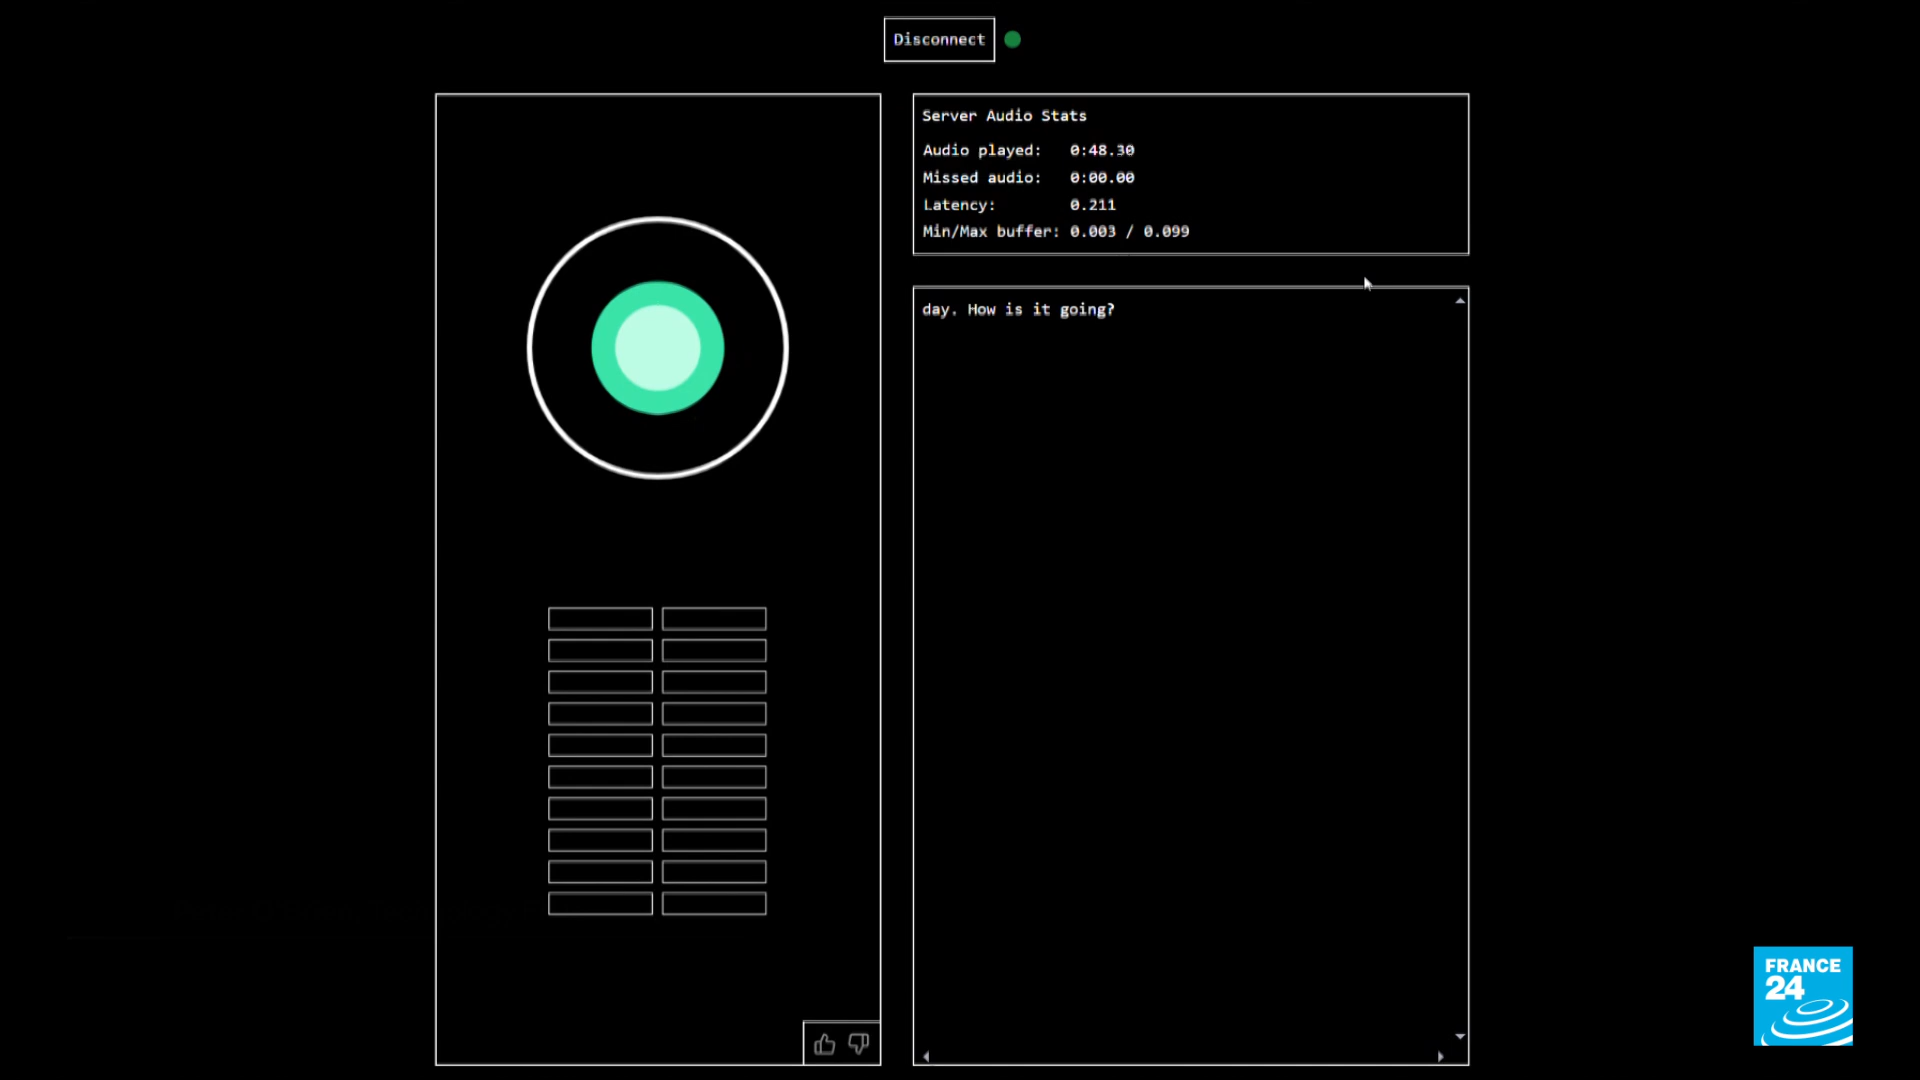 Disconnect
Server Audio Stats
Audio played: 0:48.30
Missed audio: 0:00.00
Latency: 0.211
Min/Max buffer: 0.003 / 0.099
day. How is it going?
FRANCE
24